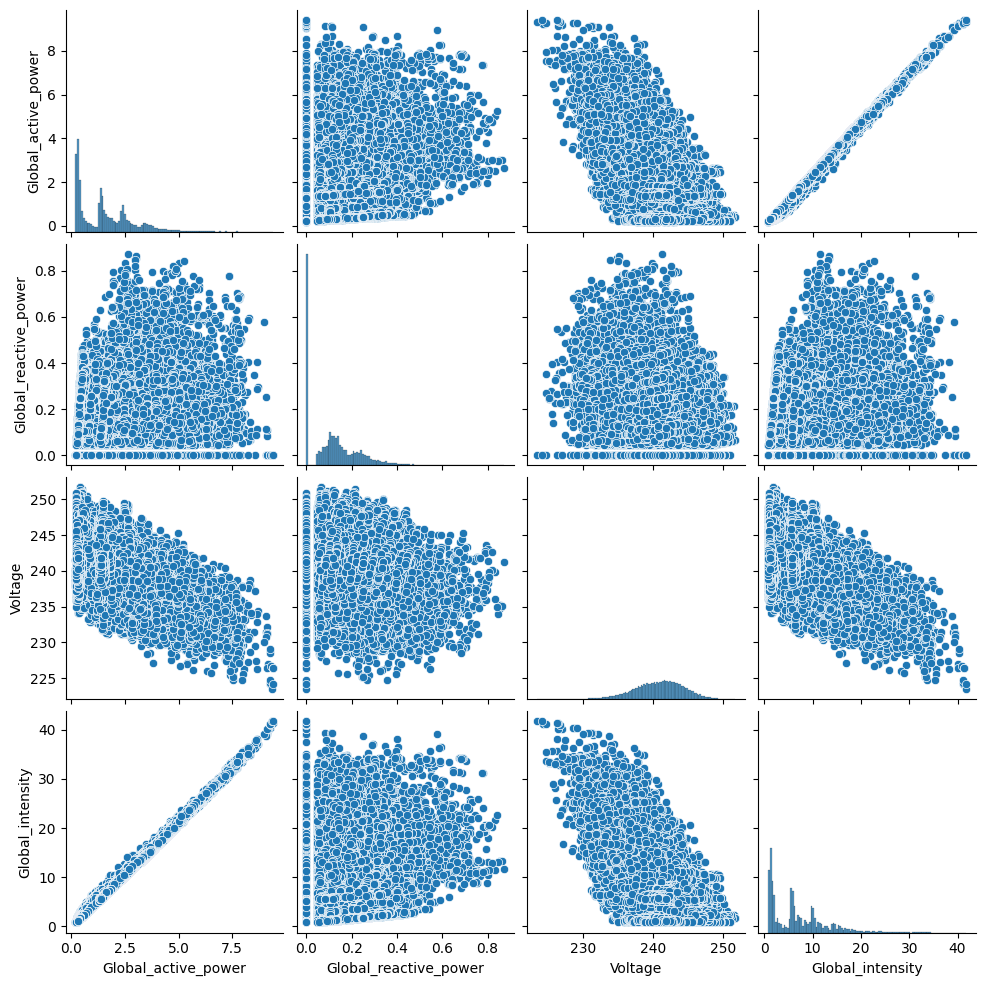 Global_active_power
8
6
4
2
0
Global_reactive_power
0.8
0.6
0.4
0.2
0.0
Voltage
250
245
240
235
230
225
Global_intensity
40
30
20
10
0
0.0 2.5 5.0 7.5
0.0 0.2 0.4 0.6 0.8
230 240 250
0 10 20 30 40
Global_active_power
Global_reactive_power
Voltage
Global_intensity